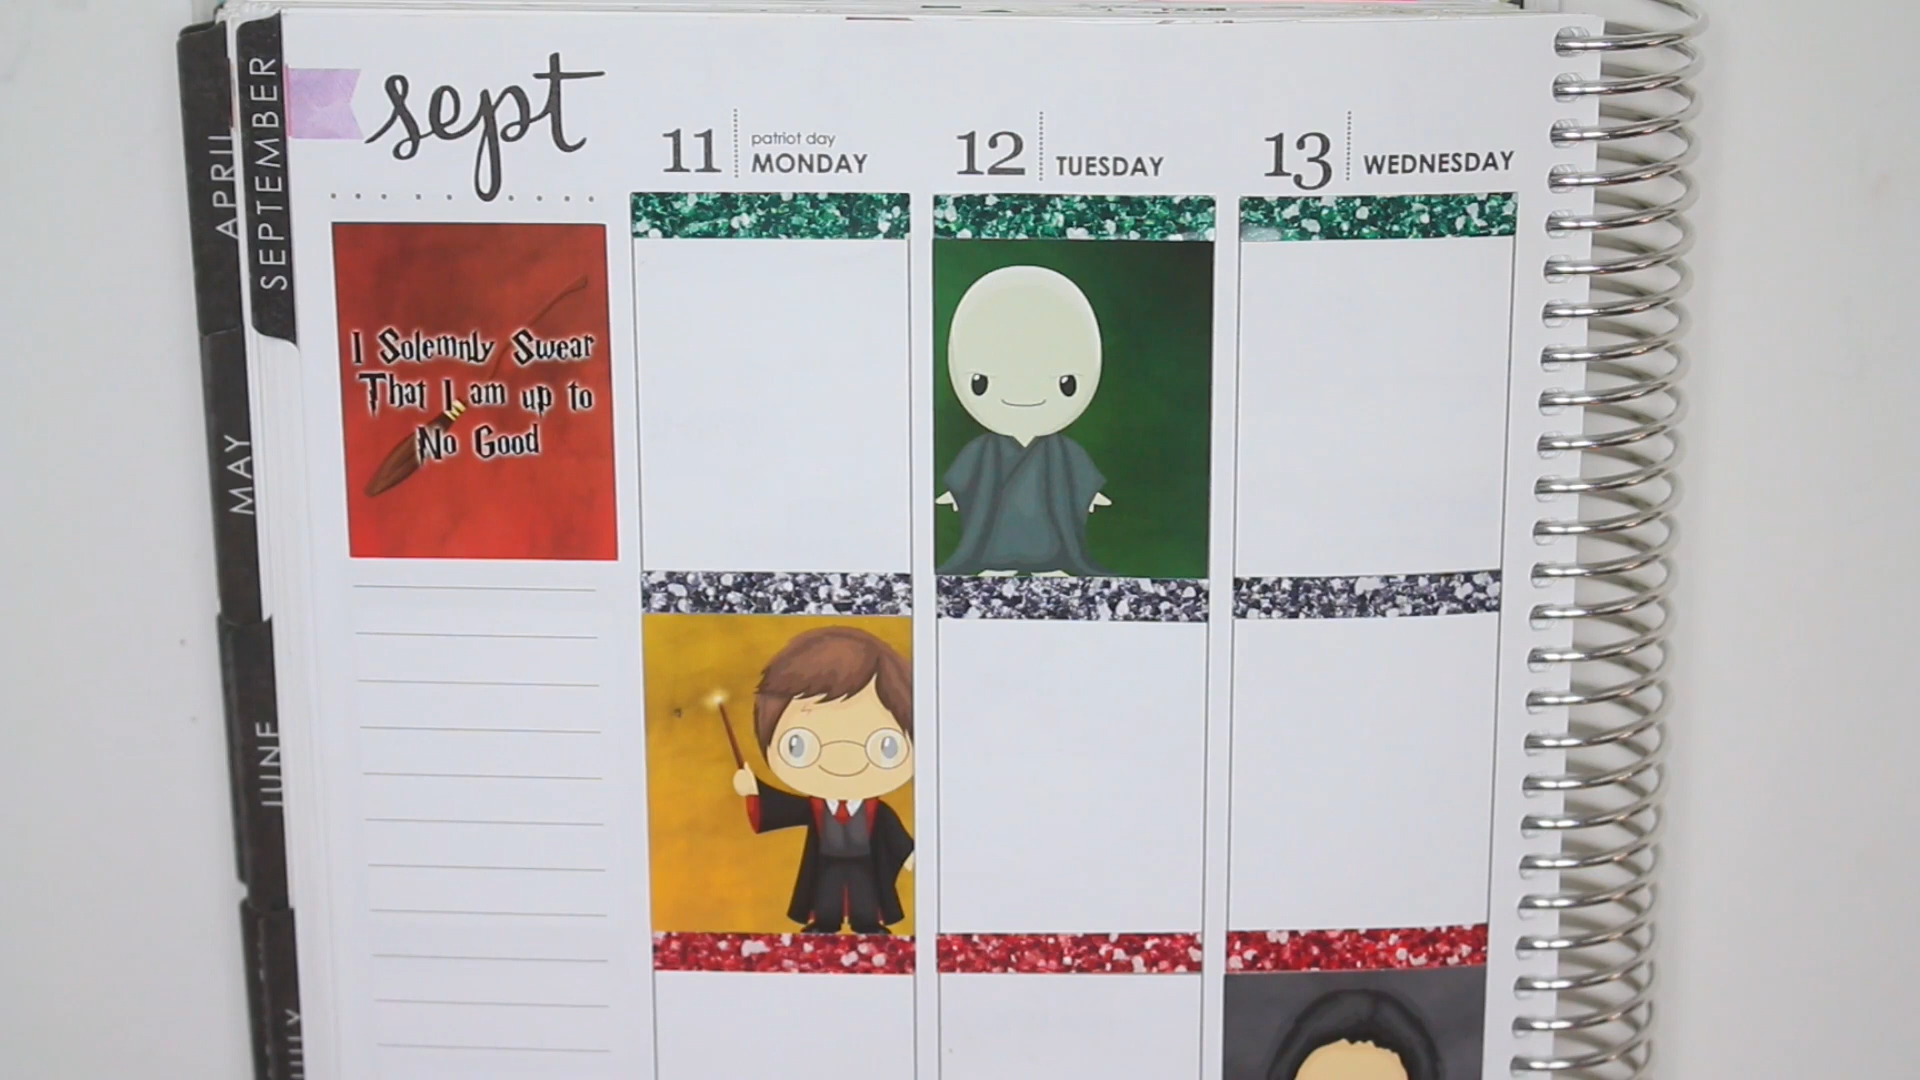 sept
11
patriot day
MONDAY
12
TUESDAY
13
WEDNESDAY
I Solemnly Swear
That I am up to
No Good
APRIL
SEPTEMBER
MAY
JUNE
JULY